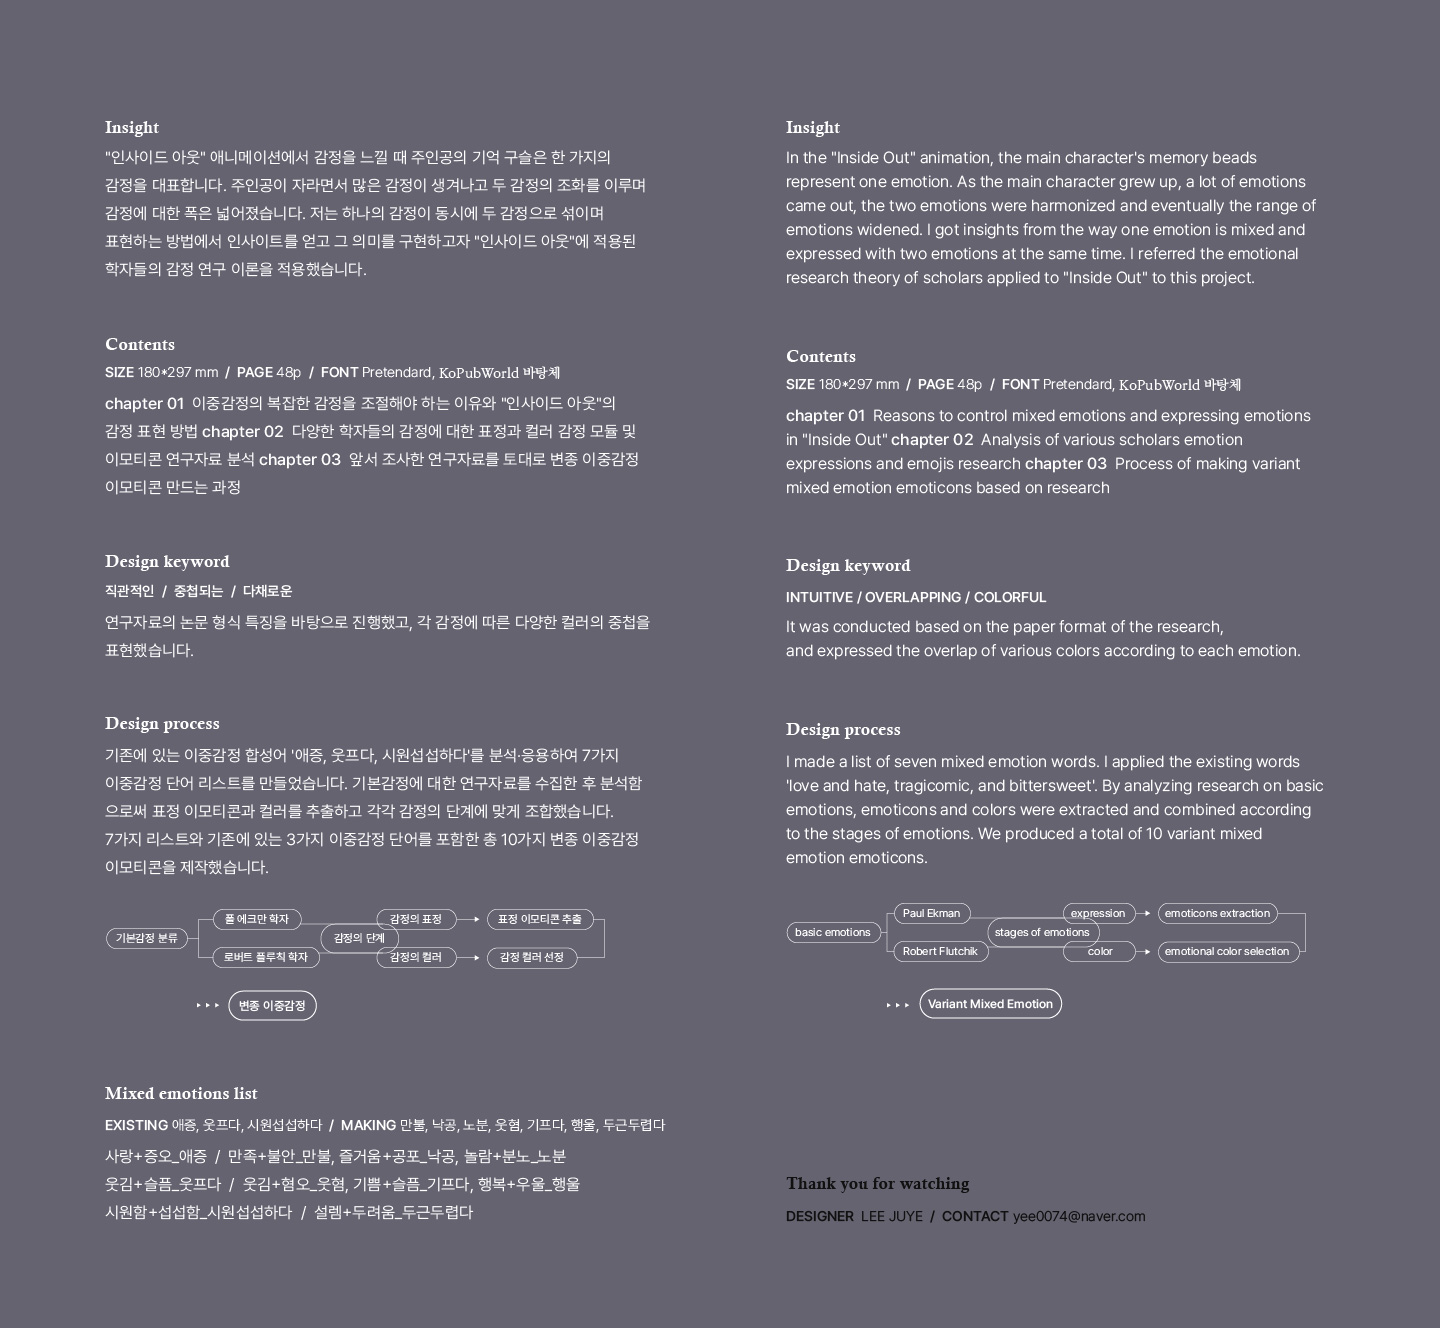 Insight
"인사이드 아웃" 애니메이션에서 감정을 느낄 때 주인공의 기억 구슬은 한 가지의
감정을 대표합니다. 주인공이 자라면서 많은 감정이 생겨나고 두 감정의 조화를 이루며
감정에 대한 폭은 넓어졌습니다. 저는 하나의 감정이 동시에 두 감정으로 섞이며
표현하는 방법에서 인사이트를 얻고 그 의미를 구현하고자 "인사이드 아웃"에 적용된
학자들의 감정 연구 이론을 적용했습니다.
Contents
SIZE 180*297 mm / PAGE 48p / FONT Pretendard, KoPubWorld 바탕체
chapter 01 이중감정의 복잡한 감정을 조절해야 하는 이유와 "인사이드 아웃"의
감정 표현 방법 chapter 02 다양한 학자들의 감정에 대한 표정과 컬러 감정 모듈 및
이모티콘 연구자료 분석 chapter 03 앞서 조사한 연구자료를 토대로 변종 이중감정
이모티콘 만드는 과정
Design keyword
직관적인 / 중첩되는 / 다채로운
연구자료의 논문 형식 특징을 바탕으로 진행했고, 각 감정에 따른 다양한 컬러의 중첩을
표현했습니다.
Design process
기존에 있는 이중감정 합성어 '애증, 웃프다, 시원섭섭하다'를 분석·응용하여 7가지
이중감정 단어 리스트를 만들었습니다. 기본감정에 대한 연구자료를 수집한 후 분석함
으로써 표정 이모티콘과 컬러를 추출하고 각각 감정의 단계에 맞게 조합했습니다.
7가지 리스트와 기존에 있는 3가지 이중감정 단어를 포함한 총 10가지 변종 이중감정
이모티콘을 제작했습니다.
기본감정 분류
폴 에크만 학자
로버트 플루칙 학자
감정의 단계
감정의 표정
감정의 컬러
표정 이모티콘 추출
감정 컬러 선정
변종 이중감정
Mixed emotions list
EXISTING 애증, 웃프다, 시원섭섭하다 / MAKING 만불, 낙공, 노분, 웃혐, 기프다, 행울, 두근두렵다
사랑+증오_애증 / 만족+불안_만불, 즐거움+공포_낙공, 놀람+분노_노분
웃김+슬픔_웃프다 / 웃김+혐오_웃혐, 기쁨+슬픔_기프다, 행복+우울_행울
시원함+섭섭함_시원섭섭하다 / 설렘+두려움_두근두렵다
Insight
In the "Inside Out" animation, the main character's memory beads
represent one emotion. As the main character grew up, a lot of emotions
came out, the two emotions were harmonized and eventually the range of
emotions widened. I got insights from the way one emotion is mixed and
expressed with two emotions at the same time. I referred the emotional
research theory of scholars applied to "Inside Out" to this project.
Contents
SIZE 180*297 mm / PAGE 48p / FONT Pretendard, KoPubWorld 바탕체
chapter 01 Reasons to control mixed emotions and expressing emotions
in "Inside Out" chapter 02 Analysis of various scholars emotion
expressions and emojis research chapter 03 Process of making variant
mixed emotion emoticons based on research
Design keyword
INTUITIVE / OVERLAPPING / COLORFUL
It was conducted based on the paper format of the research,
and expressed the overlap of various colors according to each emotion.
Design process
I made a list of seven mixed emotion words. I applied the existing words
'love and hate, tragicomic, and bittersweet'. By analyzing research on basic
emotions, emoticons and colors were extracted and combined according
to the stages of emotions. We produced a total of 10 variant mixed
emotion emoticons.
basic emotions
Paul Ekman
Robert Flutchik
stages of emotions
expression
color
emoticons extraction
emotional color selection
Variant Mixed Emotion
Thank you for watching
DESIGNER LEE JUYE / CONTACT yee0074@naver.com